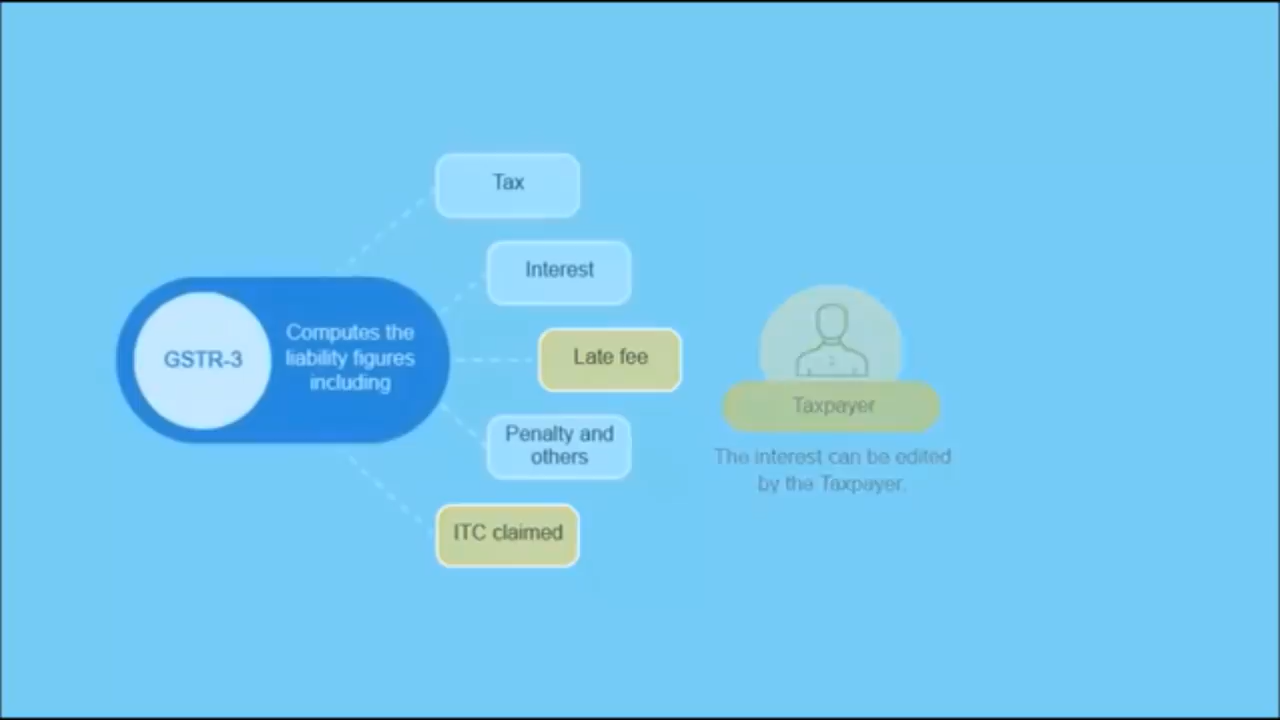 GSTR-3
Computes the
liability figures
including
Tax
Interest
Late fee
Penalty and
others
ITC claimed
Taxpayer
The interest can be edited
by the Taxpayer.